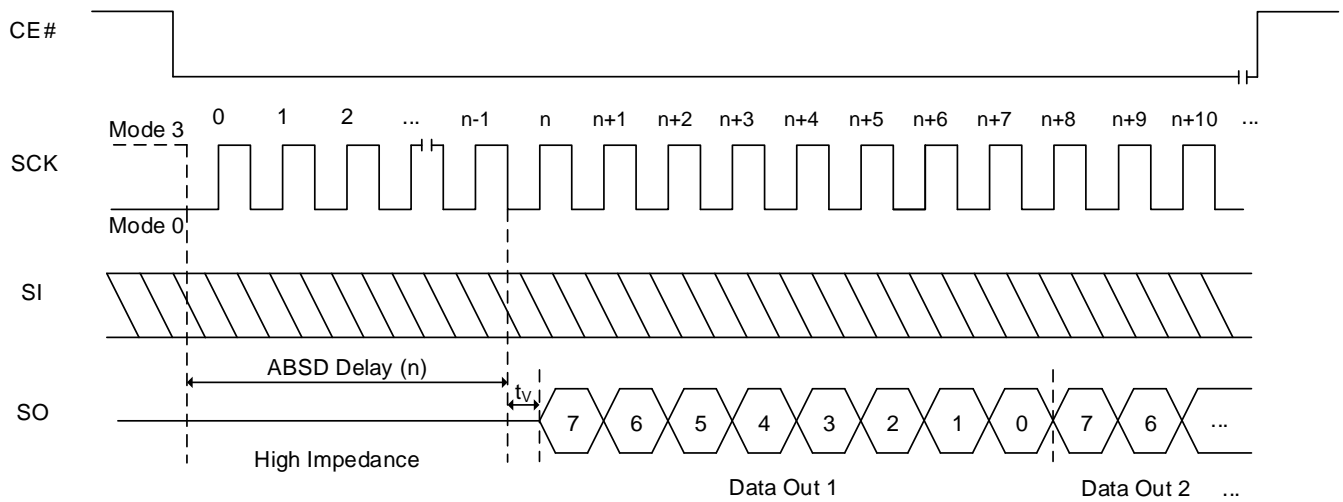 CE#
0 1 2 ... n-1 n n+1 n+2 n+3 n+4 n+5 n+6 n+7 n+8 n+9 n+10 ...
Mode 3
SCK
Mode 0
SI
ABSD Delay (n)
tV
SO
7 6 5 4 3 2 1 0 7 6 ...
High Impedance
Data Out 1 Data Out 2 ...